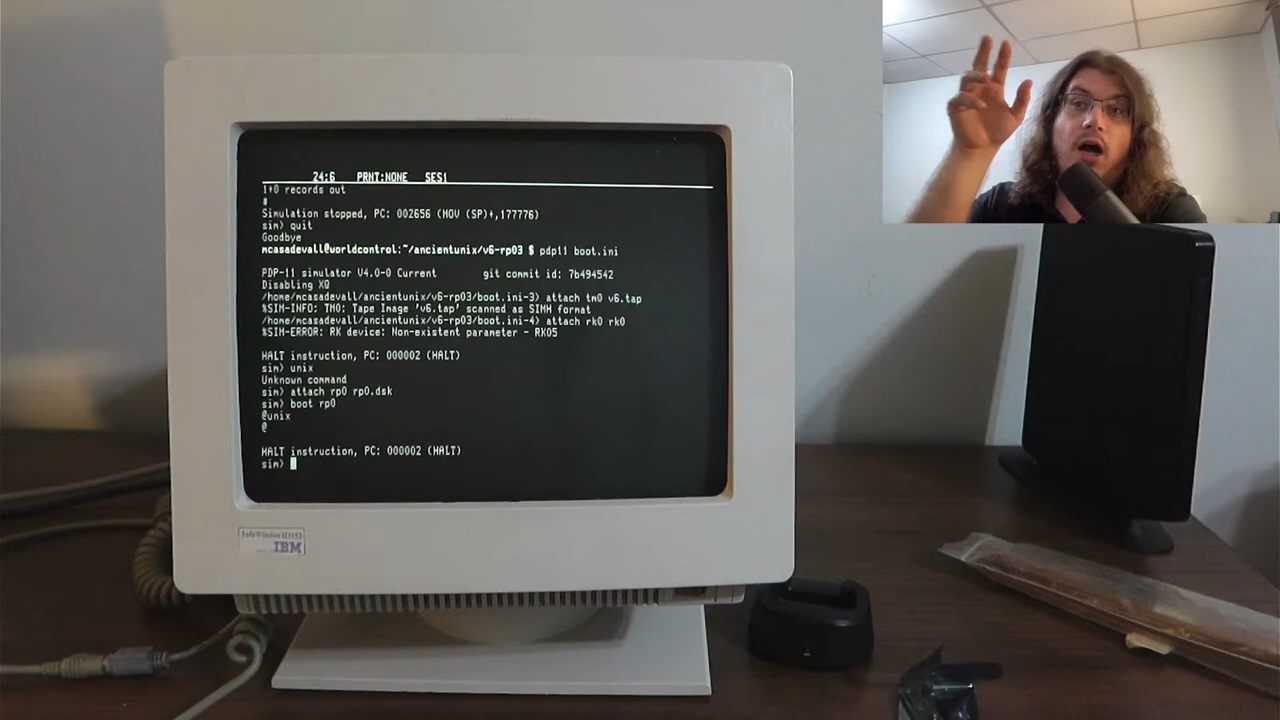 24:6 PRNT:NONE SES1
1+0 records out
#
Simulation stopped, PC: 002656 (MOV (SP)+,177776)
sim> quit
Goodbye
mcasadevall@worldcontrol:~/ancientunix/v6-rp03 $ pdp11 boot.ini
PDP-11 simulator V4.0-0 Current git commit id: 7b494542
Disabling XQ
/home/mcasadevall/ancientunix/v6-rp03/boot.ini-3> attach tm0 v6.tap
%SIM-INFO: TM0: Tape Image 'v6.tap' scanned as SIMH format
/home/mcasadevall/ancientunix/v6-rp03/boot.ini-4> attach rk0 rk0
%SIM-ERROR: RK device: Non-existent parameter - RK05
HALT instruction, PC: 000002 (HALT)
sim> unix
Unknown command
sim> attach rp0 rp0.dsk
sim> boot rp0
@unix
@
HALT instruction, PC: 000002 (HALT)
sim>
InfoWindow II 3153
IBM